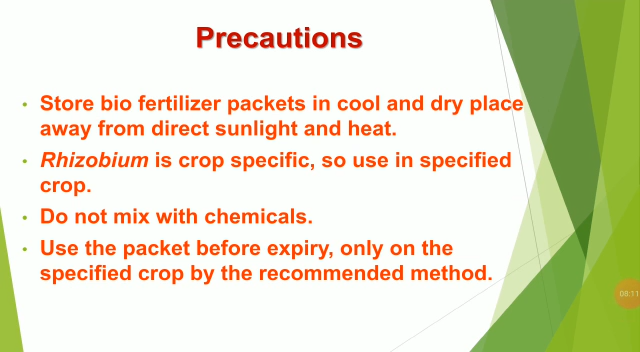 Precautions
• Store bio fertilizer packets in cool and dry place
away from direct sunlight and heat.
• Rhizobium is crop specific, so use in specified
crop.
• Do not mix with chemicals.
• Use the packet before expiry, only on the
specified crop by the recommended method.
08:11